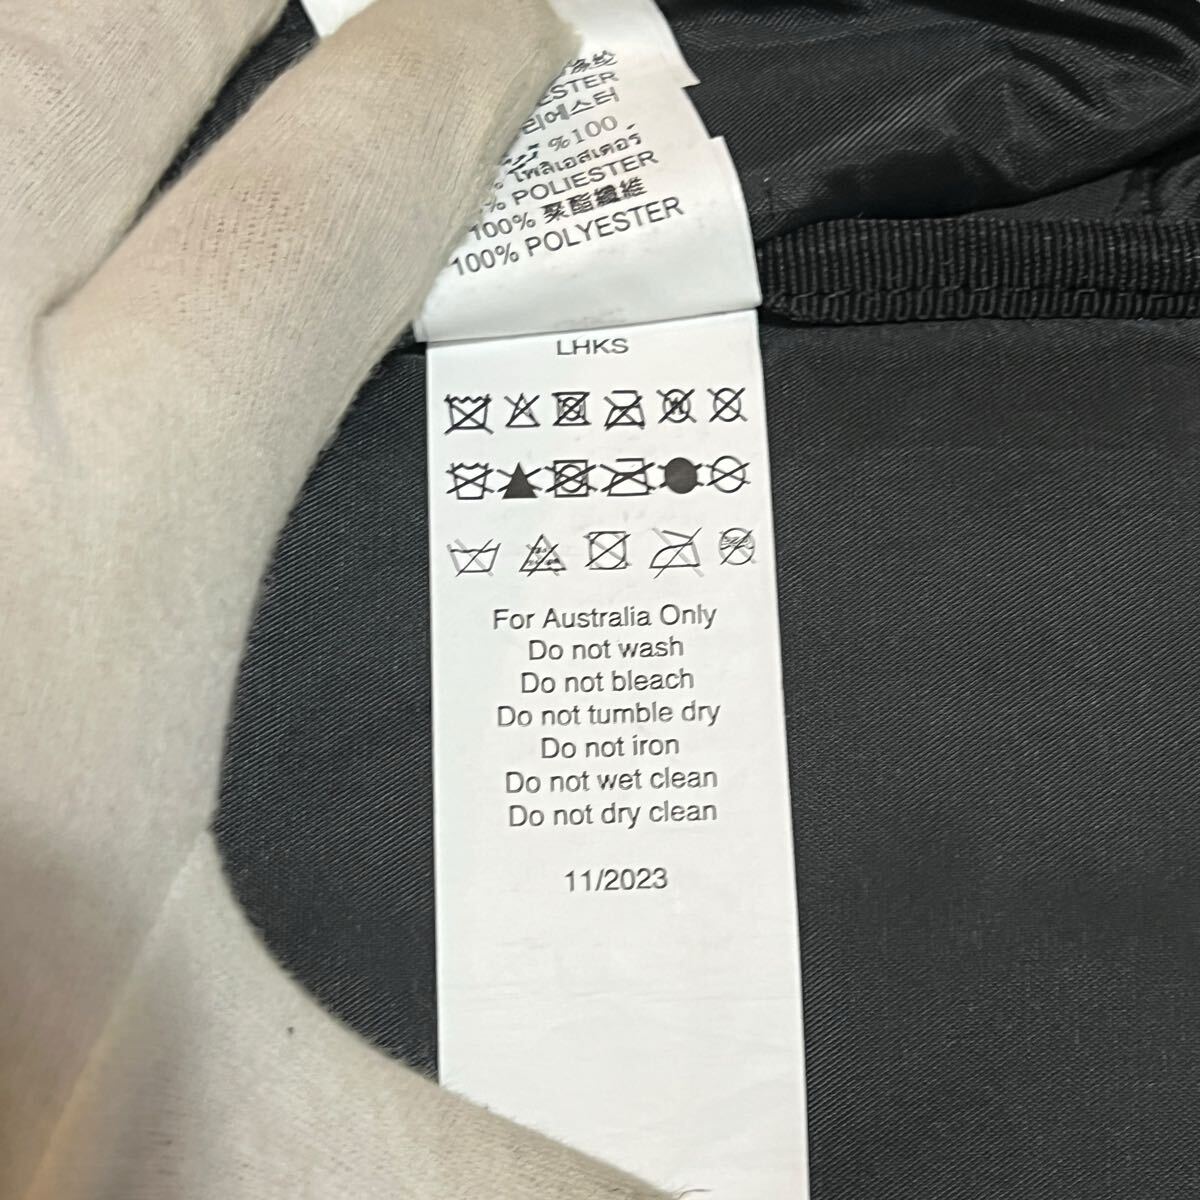 ESTER
리에스터
%100
% โพลิเอสเตอร์
% POLIESTER
100% 聚酯纖維
100% POLYESTER
LHKS
For Australia Only
Do not wash
Do not bleach
Do not tumble dry
Do not iron
Do not wet clean
Do not dry clean
11/2023